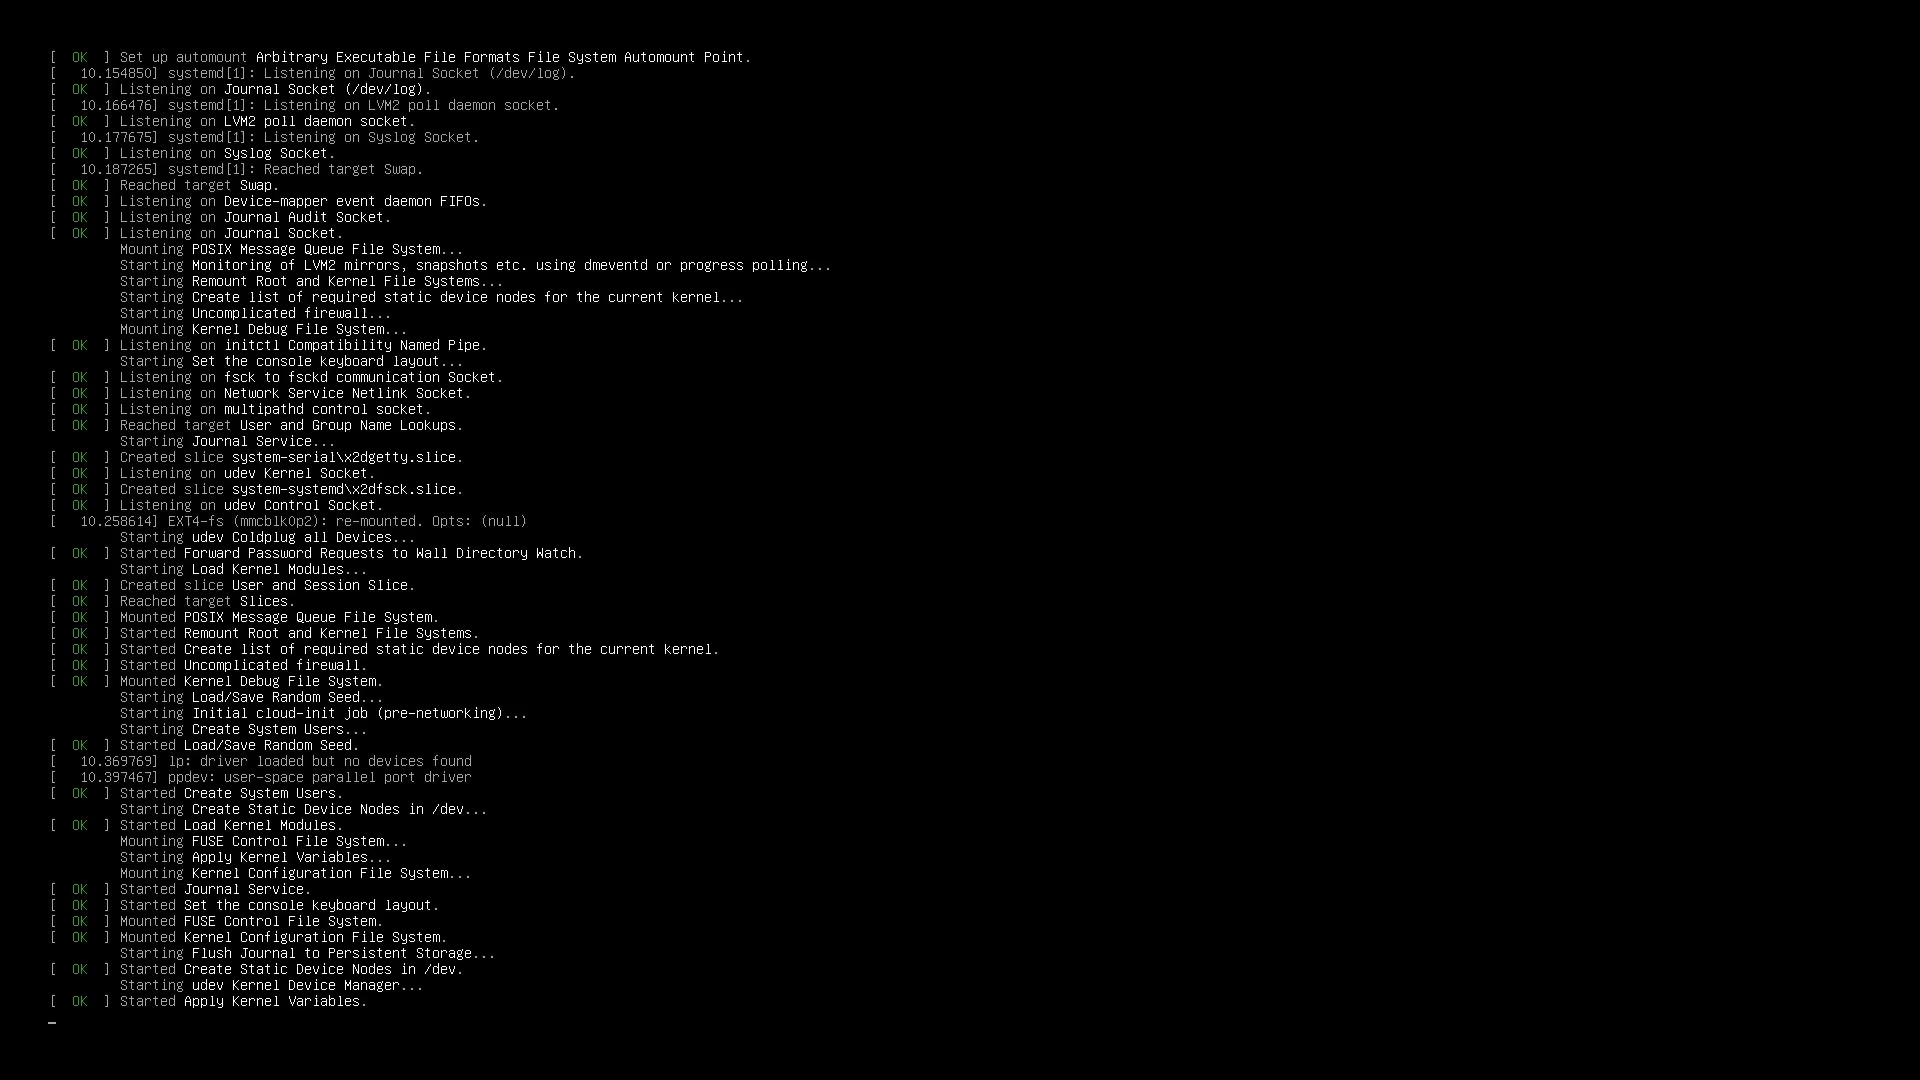 [  OK  ] Set up automount Arbitrary Executable File Formats File System Automount Point.
[   10.154850] systemd[1]: Listening on Journal Socket (/dev/log).
[  OK  ] Listening on Journal Socket (/dev/log).
[   10.166476] systemd[1]: Listening on LVM2 poll daemon socket.
[  OK  ] Listening on LVM2 poll daemon socket.
[   10.177675] systemd[1]: Listening on Syslog Socket.
[  OK  ] Listening on Syslog Socket.
[   10.187265] systemd[1]: Reached target Swap.
[  OK  ] Reached target Swap.
[  OK  ] Listening on Device-mapper event daemon FIFOs.
[  OK  ] Listening on Journal Audit Socket.
[  OK  ] Listening on Journal Socket.
Mounting POSIX Message Queue File System...
Starting Monitoring of LVM2 mirrors, snapshots etc. using dmeventd or progress polling...
Starting Remount Root and Kernel File Systems...
Starting Create list of required static device nodes for the current kernel...
Starting Uncomplicated firewall...
Mounting Kernel Debug File System...
[  OK  ] Listening on initctl Compatibility Named Pipe.
Starting Set the console keyboard layout...
[  OK  ] Listening on fsck to fsckd communication Socket.
[  OK  ] Listening on Network Service Netlink Socket.
[  OK  ] Listening on multipathd control socket.
[  OK  ] Reached target User and Group Name Lookups.
Starting Journal Service...
[  OK  ] Created slice system-serial\x2dgetty.slice.
[  OK  ] Listening on udev Kernel Socket.
[  OK  ] Created slice system-systemd\x2dfsck.slice.
[  OK  ] Listening on udev Control Socket.
[   10.258614] EXT4-fs (mmcblk0p2): re-mounted. Opts: (null)
Starting udev Coldplug all Devices...
[  OK  ] Started Forward Password Requests to Wall Directory Watch.
Starting Load Kernel Modules...
[  OK  ] Created slice User and Session Slice.
[  OK  ] Reached target Slices.
[  OK  ] Mounted POSIX Message Queue File System.
[  OK  ] Started Remount Root and Kernel File Systems.
[  OK  ] Started Create list of required static device nodes for the current kernel.
[  OK  ] Started Uncomplicated firewall.
[  OK  ] Mounted Kernel Debug File System.
Starting Load/Save Random Seed...
Starting Initial cloud-init job (pre-networking)...
Starting Create System Users...
[  OK  ] Started Load/Save Random Seed.
[   10.369769] lp: driver loaded but no devices found
[   10.397467] ppdev: user-space parallel port driver
[  OK  ] Started Create System Users.
Starting Create Static Device Nodes in /dev...
[  OK  ] Started Load Kernel Modules.
Mounting FUSE Control File System...
Starting Apply Kernel Variables...
Mounting Kernel Configuration File System...
[  OK  ] Started Journal Service.
[  OK  ] Started Set the console keyboard layout.
[  OK  ] Mounted FUSE Control File System.
[  OK  ] Mounted Kernel Configuration File System.
Starting Flush Journal to Persistent Storage...
[  OK  ] Started Create Static Device Nodes in /dev.
Starting udev Kernel Device Manager...
[  OK  ] Started Apply Kernel Variables.